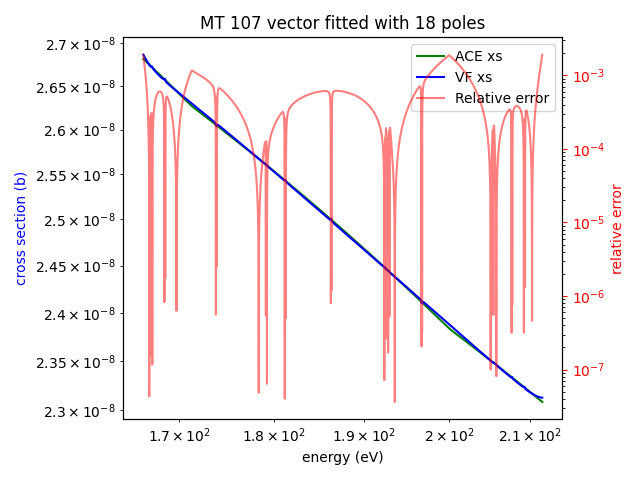 MT 107 vector fitted with 18 poles
ACE xs
VF xs
Relative error
cross section (b)
2.7 × 10⁻⁸
2.65 × 10⁻⁸
2.6 × 10⁻⁸
2.55 × 10⁻⁸
2.5 × 10⁻⁸
2.45 × 10⁻⁸
2.4 × 10⁻⁸
2.35 × 10⁻⁸
2.3 × 10⁻⁸
10⁻³
10⁻⁴
10⁻⁵
10⁻⁶
10⁻⁷
relative error
1.7 × 10² 1.8 × 10² 1.9 × 10² 2 × 10² 2.1 × 10²
energy (eV)